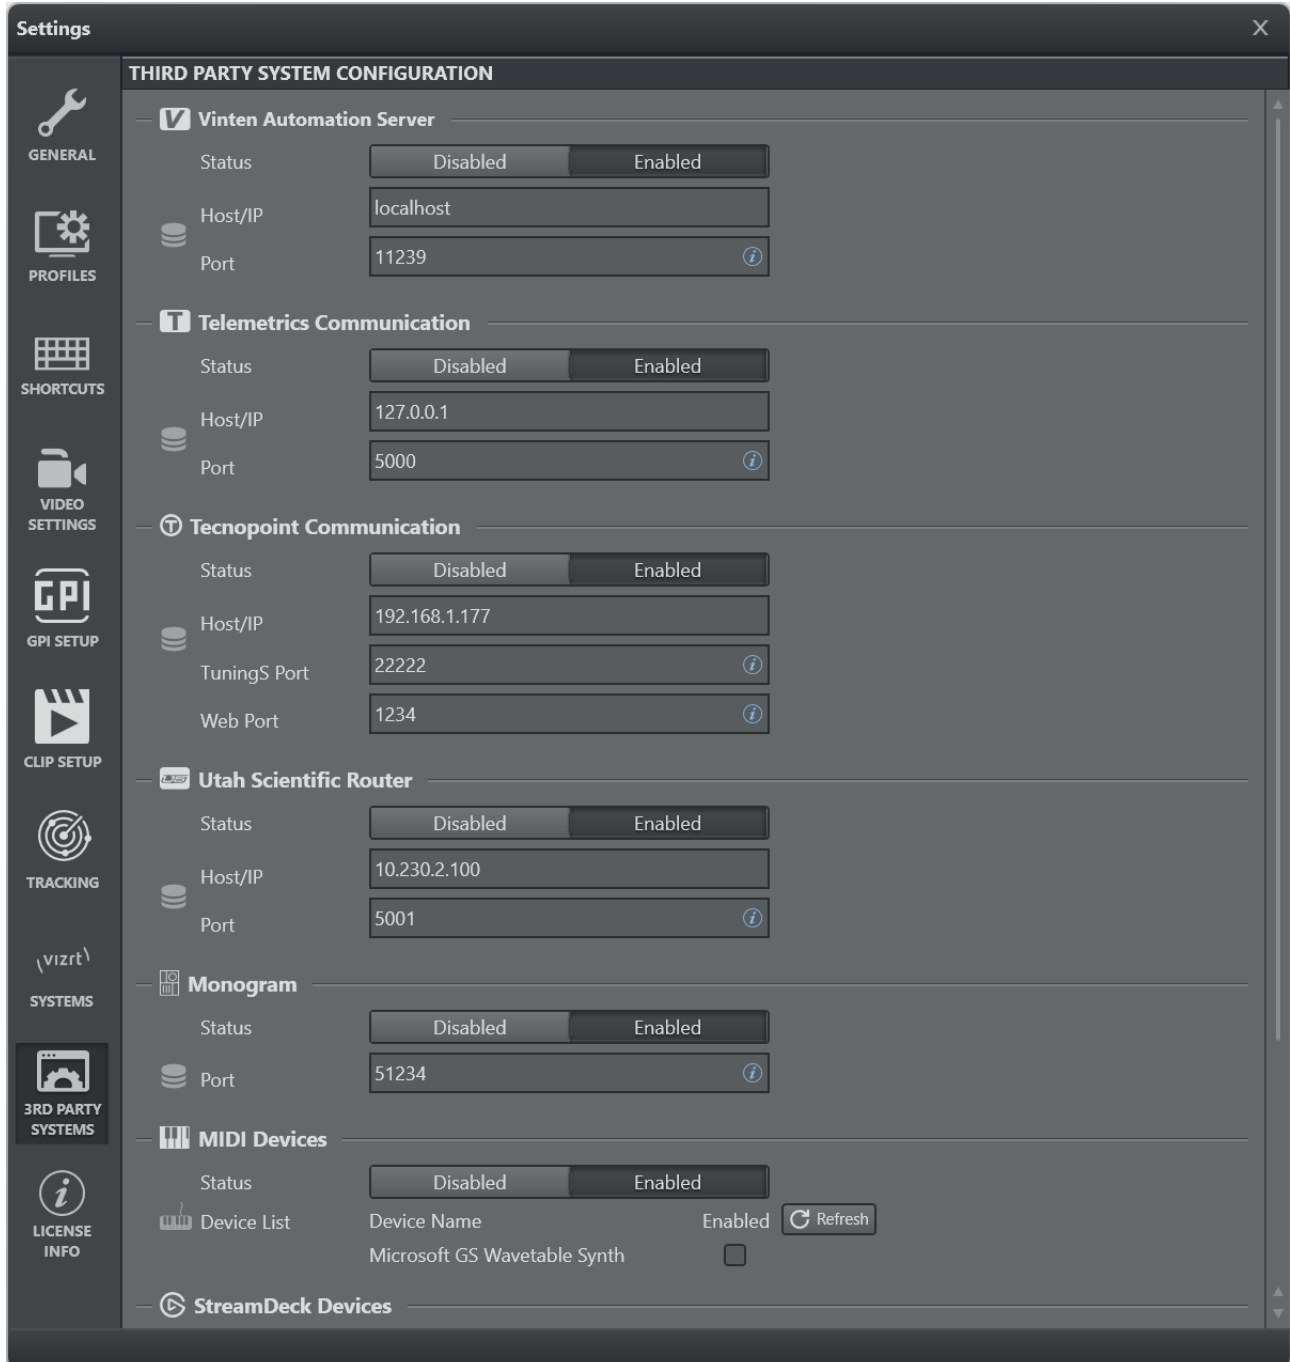 Settings
X
THIRD PARTY SYSTEM CONFIGURATION
GENERAL
PROFILES
SHORTCUTS
VIDEO
SETTINGS
GPI
GPI SETUP
CLIP SETUP
TRACKING
vızrt
SYSTEMS
3RD PARTY
SYSTEMS
LICENSE
INFO
V Vinten Automation Server
Status Disabled Enabled
Host/IP localhost
Port 11239 i
T Telemetrics Communication
Status Disabled Enabled
Host/IP 127.0.0.1
Port 5000 i
T Tecnopoint Communication
Status Disabled Enabled
Host/IP 192.168.1.177
TuningS Port 22222 i
Web Port 1234 i
US Utah Scientific Router
Status Disabled Enabled
Host/IP 10.230.2.100
Port 5001 i
Monogram
Status Disabled Enabled
Port 51234 i
MIDI Devices
Status Disabled Enabled
Device List Device Name Enabled Refresh
Microsoft GS Wavetable Synth
StreamDeck Devices